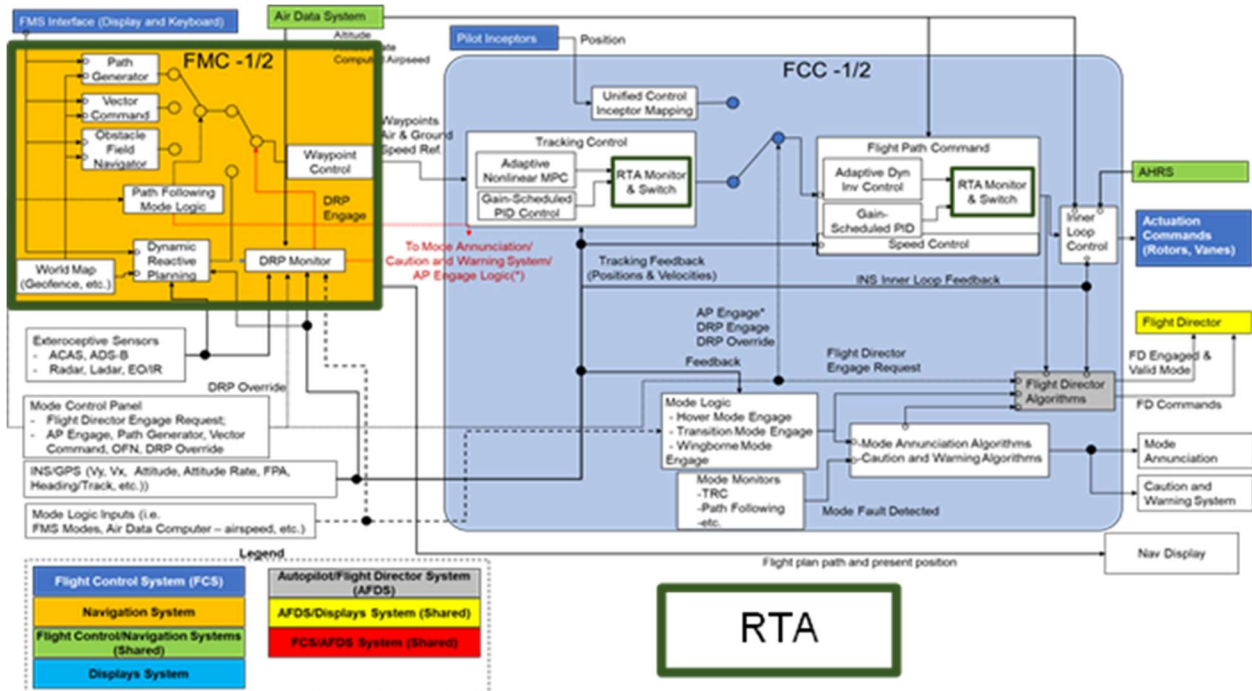 FMS Interface (Display and Keyboard)
Air Data System
Altitude
Computed Airspeed
FMC -1/2
Path
Generator
Vector
Command
Obstacle
Field
Navigator
Path Following
Mode Logic
Waypoint
Control
DRP
Engage
Dynamic
Reactive
Planning
DRP Monitor
World Map
(Geofence, etc.)
Pilot Inceptors
Position
FCC -1/2
Unified Control
Inceptor Mapping
Waypoints
Air & Ground
Speed Ref.
Tracking Control
Adaptive
Nonlinear MPC
Gain-Scheduled
PID Control
RTA Monitor
& Switch
Flight Path
Command
Adaptive Dyn
Inv Control
Gain-
Scheduled PID
RTA Monitor
& Switch
Speed Control
Inner
Loop
Control
AHRS
Actuation
Commands
(Rotors, Vanes)
To Mode Annunciation/
Caution and Warning System/
AP Engage Logic(*)
Tracking Feedback
(Positions & Velocities)
INS Inner Loop Feedback
AP Engage*
DRP Engage
DRP Override
Flight Director
Engage Request
Feedback
Flight Director
FD Engaged &
Valid Mode
FD Commands
Flight Director
Algorithms
Exteroceptive Sensors
- ACAS, ADS-B
- Radar, Ladar, EO/IR
DRP Override
Mode Control Panel
- Flight Director Engage Request;
- AP Engage, Path Generator, Vector
Command, OFN, DRP Override
INS/GPS (Vy, Vx, Attitude, Attitude Rate, FPA,
Heading/Track, etc.))
Mode Logic Inputs (i.e.
FMS Modes, Air Data Computer – airspeed, etc.)
Mode Logic
- Hover Mode Engage
- Transition Mode Engage
- Wingborne Mode
Engage
Mode Monitors
-TRC
-Path Following
-etc.
-Mode Annunciation Algorithms
-Caution and Warning Algorithms
Mode Fault Detected
Mode
Annunciation
Caution and
Warning System
Nav Display
Flight plan path and present position
Legend
Flight Control System (FCS)
Navigation System
Flight Control/Navigation Systems
(Shared)
Displays System
Autopilot/Flight Director System
(AFDS)
AFDS/Displays System (Shared)
FCS/AFDS System (Shared)
RTA